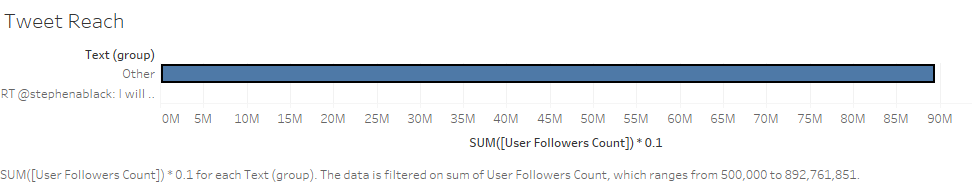 Tweet Reach
Text (group)
Other
RT @stephenablack: I will ..
0M 5M 10M 15M 20M 25M 30M 35M 40M 45M 50M 55M 60M 65M 70M 75M 80M 85M 90M
SUM([User Followers Count]) * 0.1
SUM([User Followers Count]) * 0.1 for each Text (group). The data is filtered on sum of User Followers Count, which ranges from 500,000 to 892,761,851.